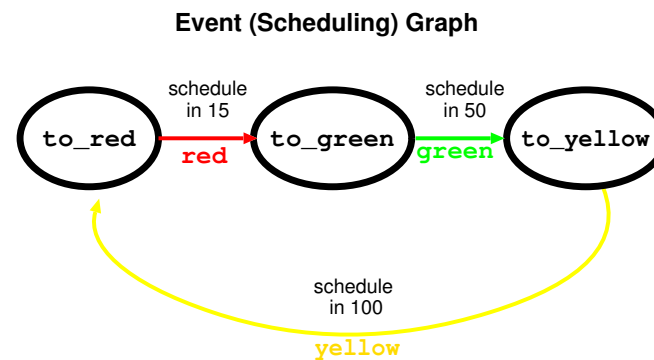 Event (Scheduling) Graph
schedule
in 15
schedule
in 50
to_red
to_green
to_yellow
red
green
schedule
in 100
yellow